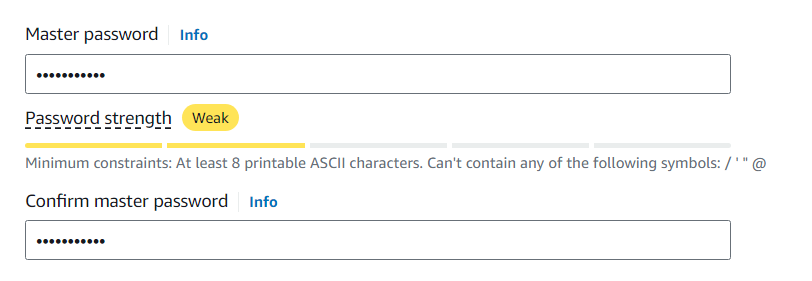 Master password Info
•••••••••••
Password strength Weak
Minimum constraints: At least 8 printable ASCII characters. Can't contain any of the following symbols: / ' " @
Confirm master password Info
•••••••••••